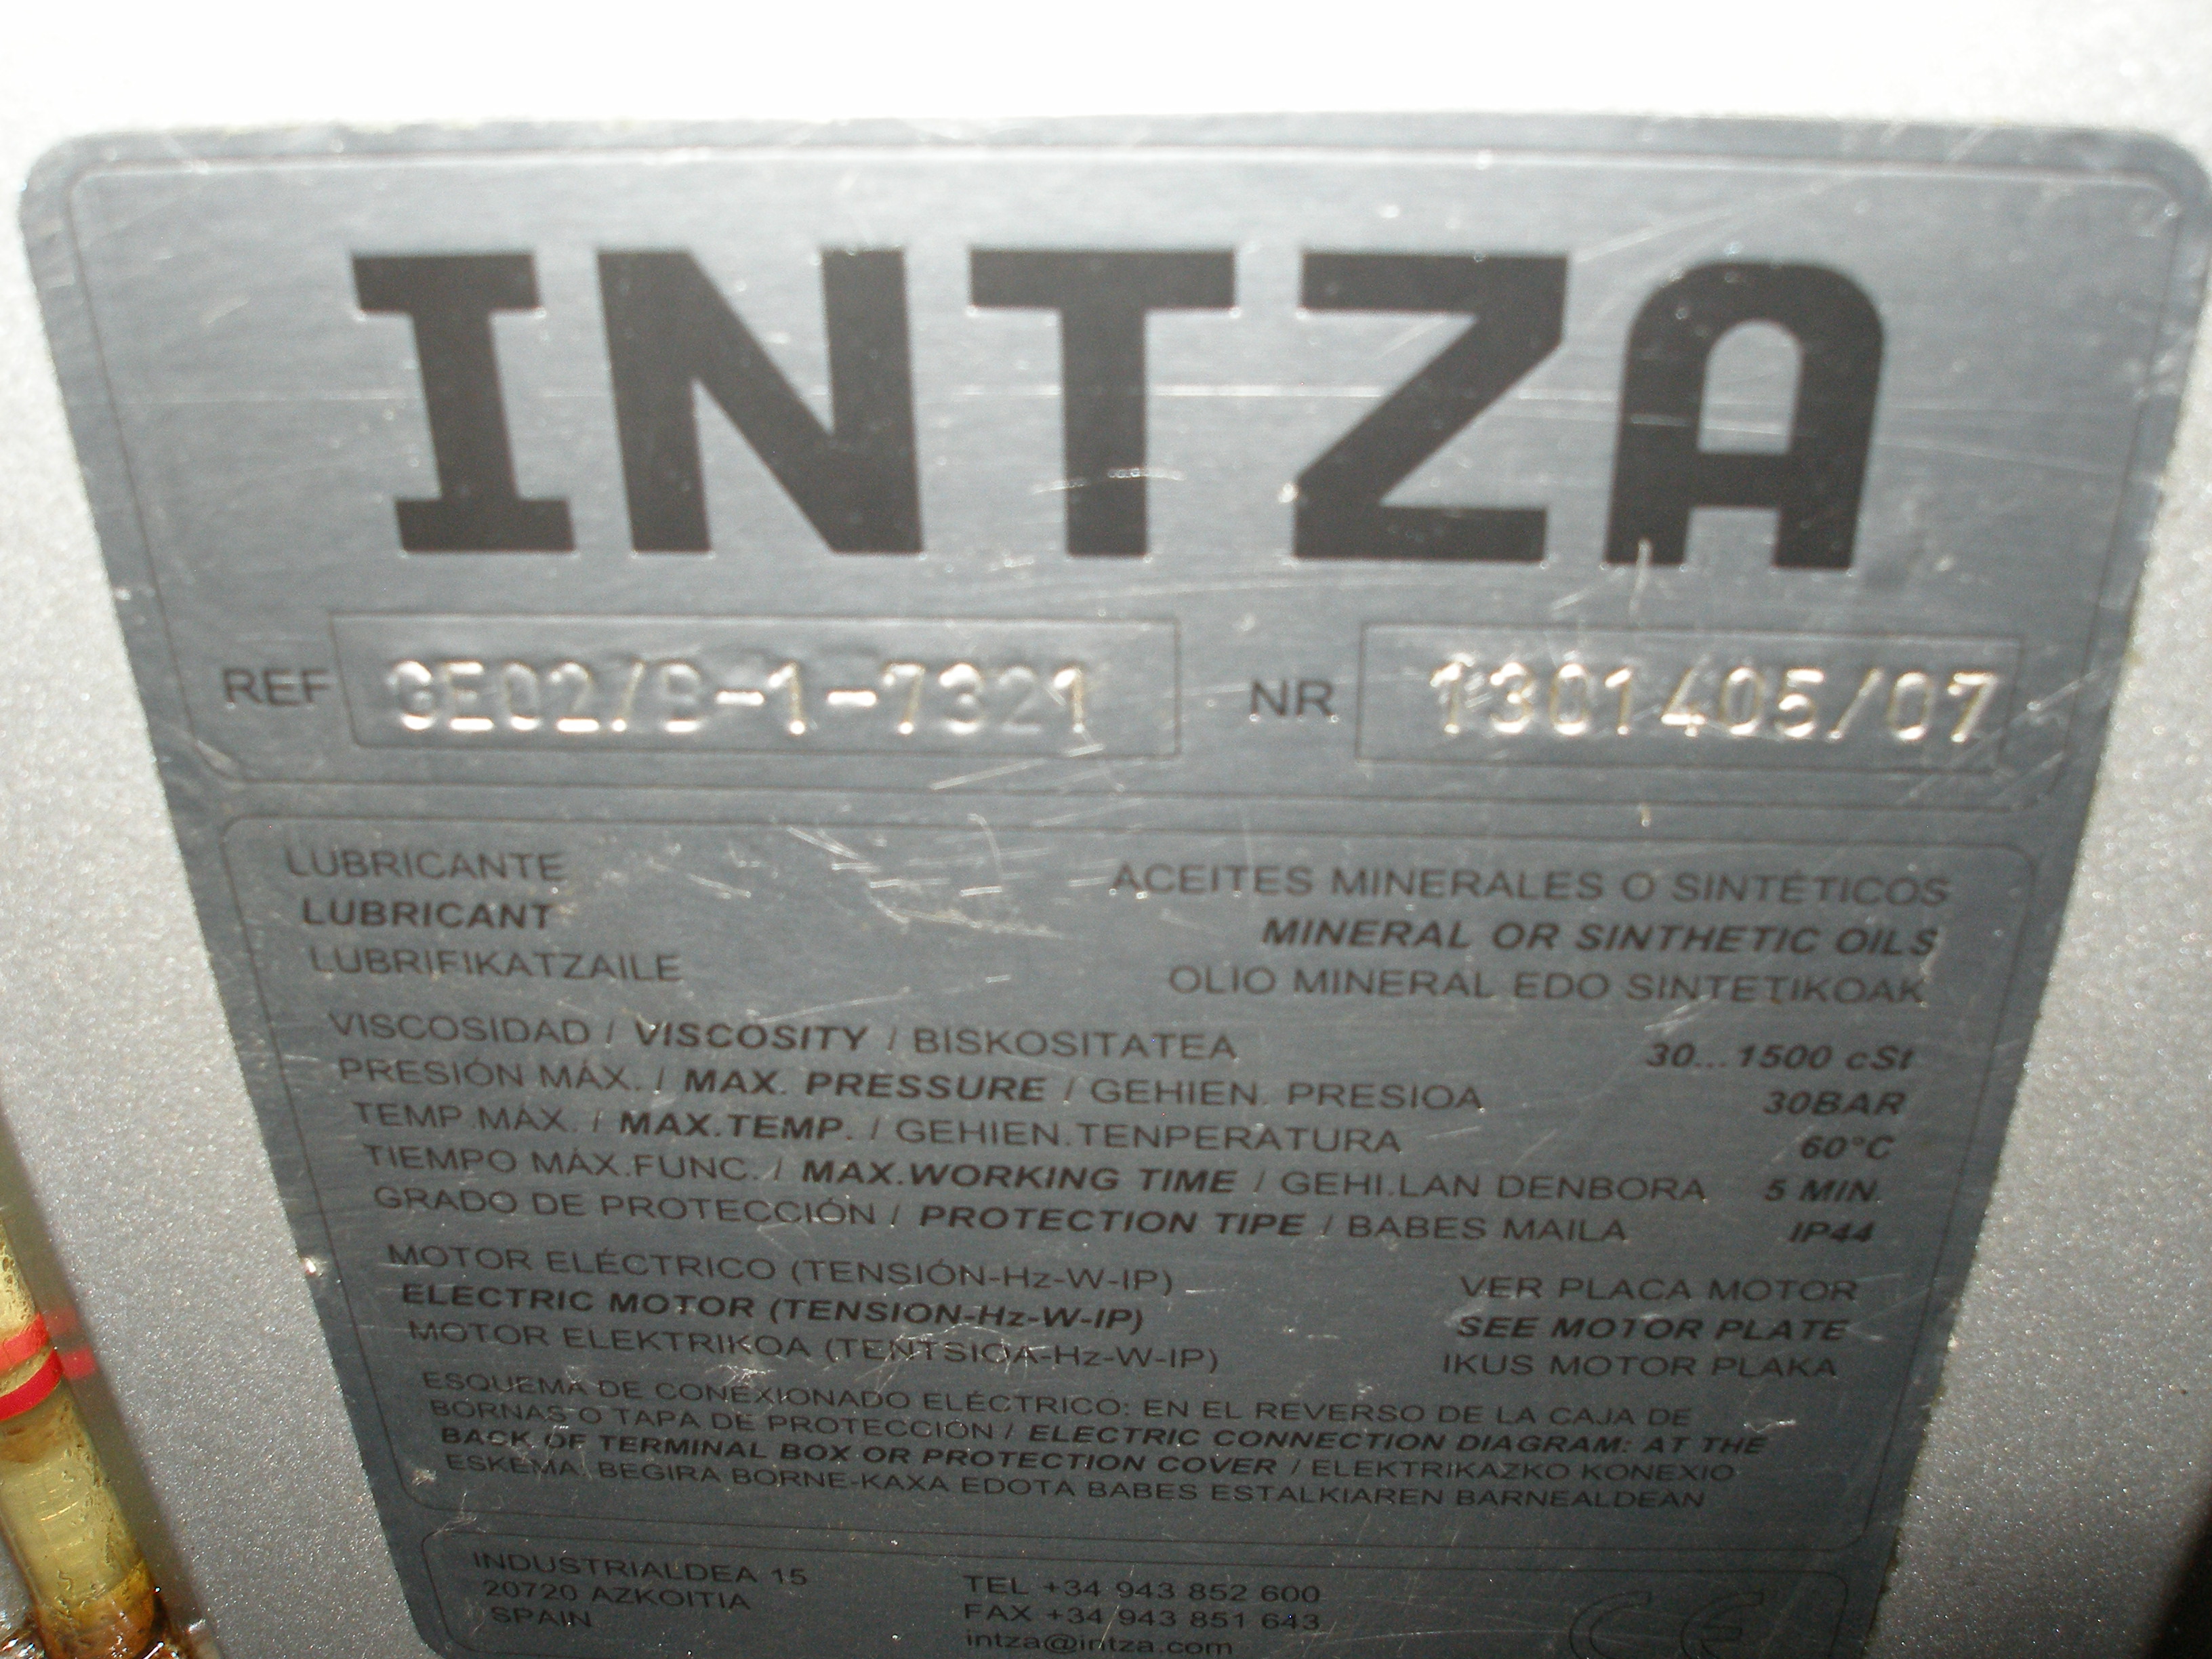 INTZA
REF GE02/B-1-7321 NR 1301405/07
LUBRICANTE ACEITES MINERALES O SINTÉTICOS
LUBRICANT MINERAL OR SINTHETIC OILS
LUBRIFIKATZAILE OLIO MINERAL EDO SINTETIKOAK
VISCOSIDAD / VISCOSITY / BISKOSITATEA 30...1500 cSt
PRESIÓN MÁX. / MAX. PRESSURE / GEHIEN. PRESIOA 30BAR
TEMP.MÁX. / MAX.TEMP. / GEHIEN.TENPERATURA 60°C
TIEMPO MÁX.FUNC. / MAX.WORKING TIME / GEHI.LAN DENBORA 5 MIN.
GRADO DE PROTECCIÓN / PROTECTION TIPE / BABES MAILA IP44
MOTOR ELÉCTRICO (TENSIÓN-Hz-W-IP) VER PLACA MOTOR
ELECTRIC MOTOR (TENSION-Hz-W-IP) SEE MOTOR PLATE
MOTOR ELEKTRIKOA (TENTSIOA-Hz-W-IP) IKUS MOTOR PLAKA
ESQUEMA DE CONEXIONADO ELÉCTRICO: EN EL REVERSO DE LA CAJA DE
BORNAS O TAPA DE PROTECCIÓN / ELECTRIC CONNECTION DIAGRAM: AT THE
BACK OF TERMINAL BOX OR PROTECTION COVER / ELEKTRIKAZKO KONEXIO
ESKEMA: BEGIRA BORNE-KAXA EDOTA BABES ESTALKIAREN BARNEALDEAN
INDUSTRIALDEA 15
20720 AZKOITIA
SPAIN
TEL +34 943 852 600
FAX +34 943 851 643
intza@intza.com
CE